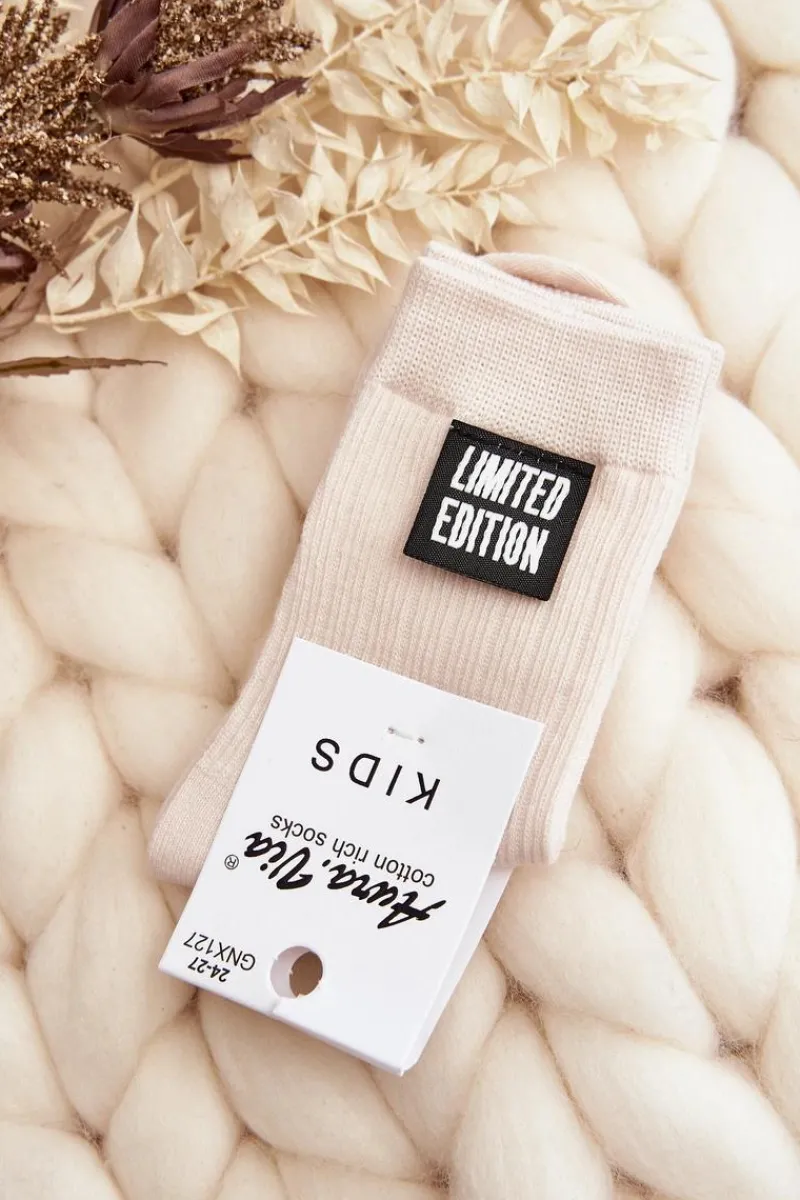 LIMITED
EDITION
24-27
GNX127
Aura.Via®
cotton rich socks
KIDS